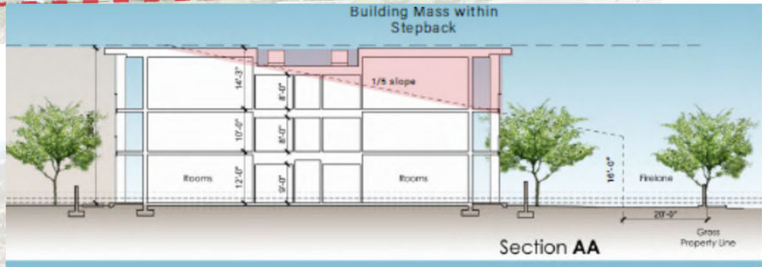 Building Mass within
Stepback
1/5 slope
14'-3"
8'-0"
10'-0"
8'-0"
12'-0"
9'-0"
Rooms
Rooms
16'-0"
Firelane
20'-0"
Gross
Property Line
Section AA